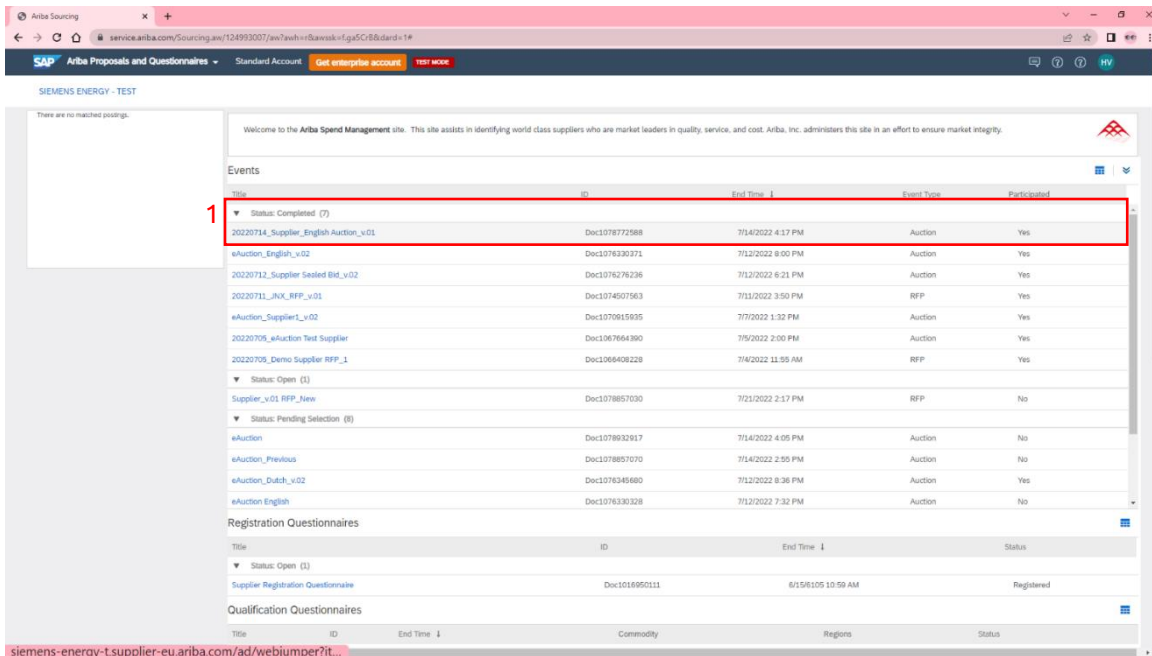 Ariba Sourcing
service.ariba.com/Sourcing.aw/124993007/aw?awh=r&awssk=f.ga5CrB&dard=1#
SAP Ariba Proposals and Questionnaires Standard Account Get enterprise account TEST MODE HV
SIEMENS ENERGY - TEST
There are no matched postings.
Welcome to the Ariba Spend Management site. This site assists in identifying world class suppliers who are market leaders in quality, service, and cost. Ariba, Inc. administers this site in an effort to ensure market integrity.
Events
Title ID End Time ↓ Event Type Participated
1
▼ Status: Completed (7)
20220714_Supplier_English Auction_v.01 Doc1078772588 7/14/2022 4:17 PM Auction Yes
eAuction_English_v.02 Doc1076330371 7/12/2022 8:00 PM Auction Yes
20220712_Supplier Sealed Bid_v.02 Doc1076276236 7/12/2022 6:21 PM Auction Yes
20220711_JNX_RFP_v.01 Doc1074507563 7/11/2022 3:50 PM RFP Yes
eAuction_Supplier1_v.02 Doc1070915935 7/7/2022 1:32 PM Auction Yes
20220705_eAuction Test Supplier Doc1067664390 7/5/2022 2:00 PM Auction Yes
20220705_Demo Supplier RFP_1 Doc1066408228 7/4/2022 11:55 AM RFP Yes
▼ Status: Open (1)
Supplier_v.01 RFP_New Doc1078857030 7/21/2022 2:17 PM RFP No
▼ Status: Pending Selection (8)
eAuction Doc1078932917 7/14/2022 4:05 PM Auction No
eAuction_Previous Doc1078857070 7/14/2022 2:55 PM Auction No
eAuction_Dutch_v.02 Doc1076345680 7/12/2022 8:36 PM Auction Yes
eAuction English Doc1076330328 7/12/2022 7:32 PM Auction No
Registration Questionnaires
Title ID End Time ↓ Status
▼ Status: Open (1)
Supplier Registration Questionnaire Doc1016950111 6/15/6105 10:59 AM Registered
Qualification Questionnaires
Title ID End Time ↓ Commodity Regions Status
siemens-energy-t.supplier-eu.ariba.com/ad/webjumper?it...